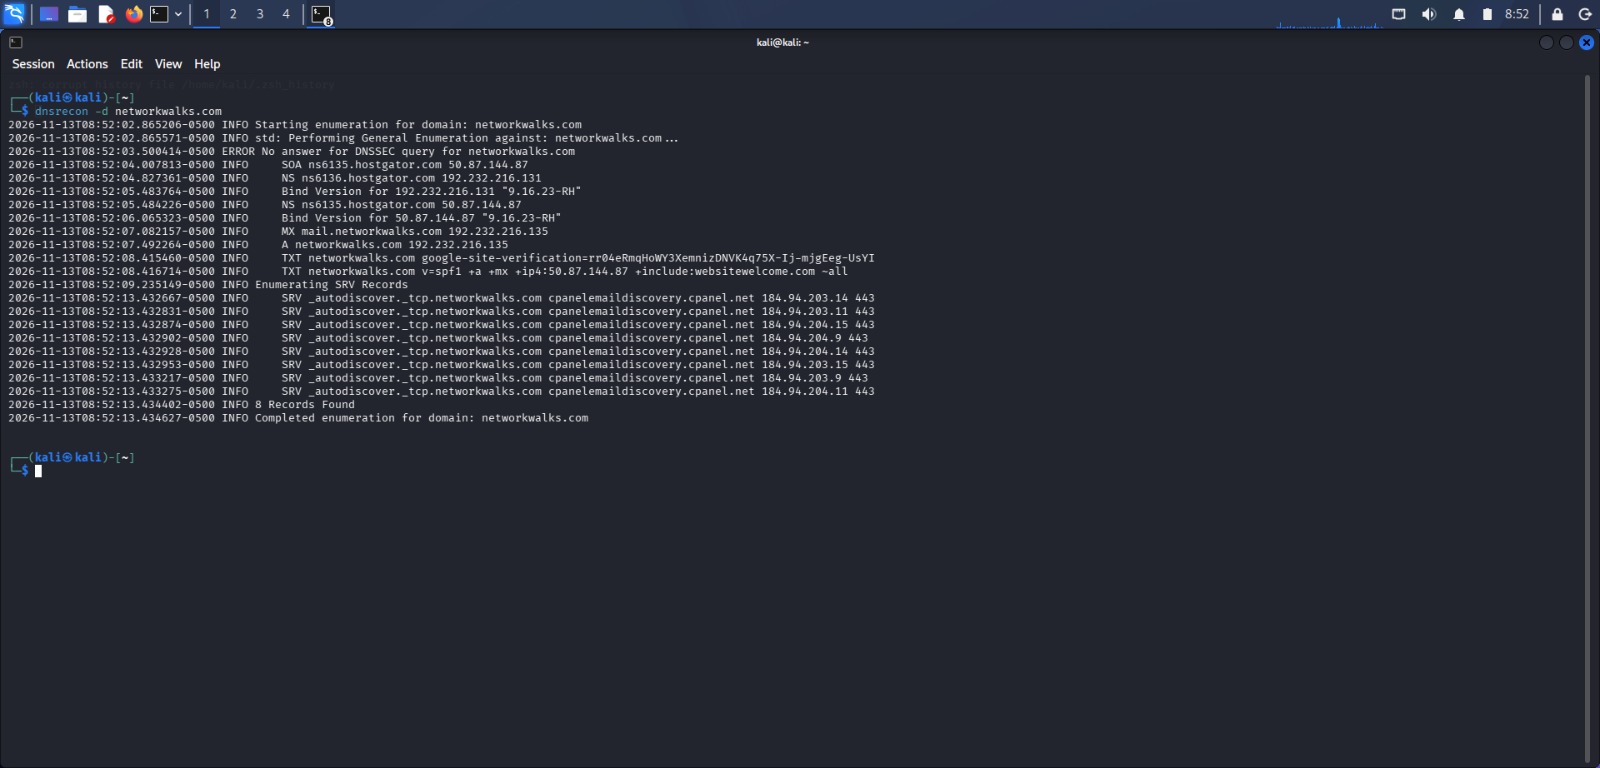 1 2 3 4 8 8:52
kali@kali: ~
Session Actions Edit View Help
zsh: corrupt history file /home/kali/.zsh_history
┌──(kali㉿kali)-[~]
└─$ dnsrecon -d networkwalks.com
2026-11-13T08:52:02.865206-0500 INFO Starting enumeration for domain: networkwalks.com
2026-11-13T08:52:02.865571-0500 INFO std: Performing General Enumeration against: networkwalks.com...
2026-11-13T08:52:03.500414-0500 ERROR No answer for DNSSEC query for networkwalks.com
2026-11-13T08:52:04.007813-0500 INFO SOA ns6135.hostgator.com 50.87.144.87
2026-11-13T08:52:04.827361-0500 INFO NS ns6136.hostgator.com 192.232.216.131
2026-11-13T08:52:05.483764-0500 INFO Bind Version for 192.232.216.131 "9.16.23-RH"
2026-11-13T08:52:05.484226-0500 INFO NS ns6135.hostgator.com 50.87.144.87
2026-11-13T08:52:06.065323-0500 INFO Bind Version for 50.87.144.87 "9.16.23-RH"
2026-11-13T08:52:07.082157-0500 INFO MX mail.networkwalks.com 192.232.216.135
2026-11-13T08:52:07.492264-0500 INFO A networkwalks.com 192.232.216.135
2026-11-13T08:52:08.415460-0500 INFO TXT networkwalks.com google-site-verification=rr04eRmqHoWY3XemnizDNVK4q75X-Ij-mjgEeg-UsYI
2026-11-13T08:52:08.416714-0500 INFO TXT networkwalks.com v=spf1 +a +mx +ip4:50.87.144.87 +include:websitewelcome.com ~all
2026-11-13T08:52:09.235149-0500 INFO Enumerating SRV Records
2026-11-13T08:52:13.432667-0500 INFO SRV _autodiscover._tcp.networkwalks.com cpanelemaildiscovery.cpanel.net 184.94.203.14 443
2026-11-13T08:52:13.432831-0500 INFO SRV _autodiscover._tcp.networkwalks.com cpanelemaildiscovery.cpanel.net 184.94.203.11 443
2026-11-13T08:52:13.432874-0500 INFO SRV _autodiscover._tcp.networkwalks.com cpanelemaildiscovery.cpanel.net 184.94.204.15 443
2026-11-13T08:52:13.432902-0500 INFO SRV _autodiscover._tcp.networkwalks.com cpanelemaildiscovery.cpanel.net 184.94.204.9 443
2026-11-13T08:52:13.432928-0500 INFO SRV _autodiscover._tcp.networkwalks.com cpanelemaildiscovery.cpanel.net 184.94.204.14 443
2026-11-13T08:52:13.432953-0500 INFO SRV _autodiscover._tcp.networkwalks.com cpanelemaildiscovery.cpanel.net 184.94.203.15 443
2026-11-13T08:52:13.433217-0500 INFO SRV _autodiscover._tcp.networkwalks.com cpanelemaildiscovery.cpanel.net 184.94.203.9 443
2026-11-13T08:52:13.433275-0500 INFO SRV _autodiscover._tcp.networkwalks.com cpanelemaildiscovery.cpanel.net 184.94.204.11 443
2026-11-13T08:52:13.434402-0500 INFO 8 Records Found
2026-11-13T08:52:13.434627-0500 INFO Completed enumeration for domain: networkwalks.com
┌──(kali㉿kali)-[~]
└─$